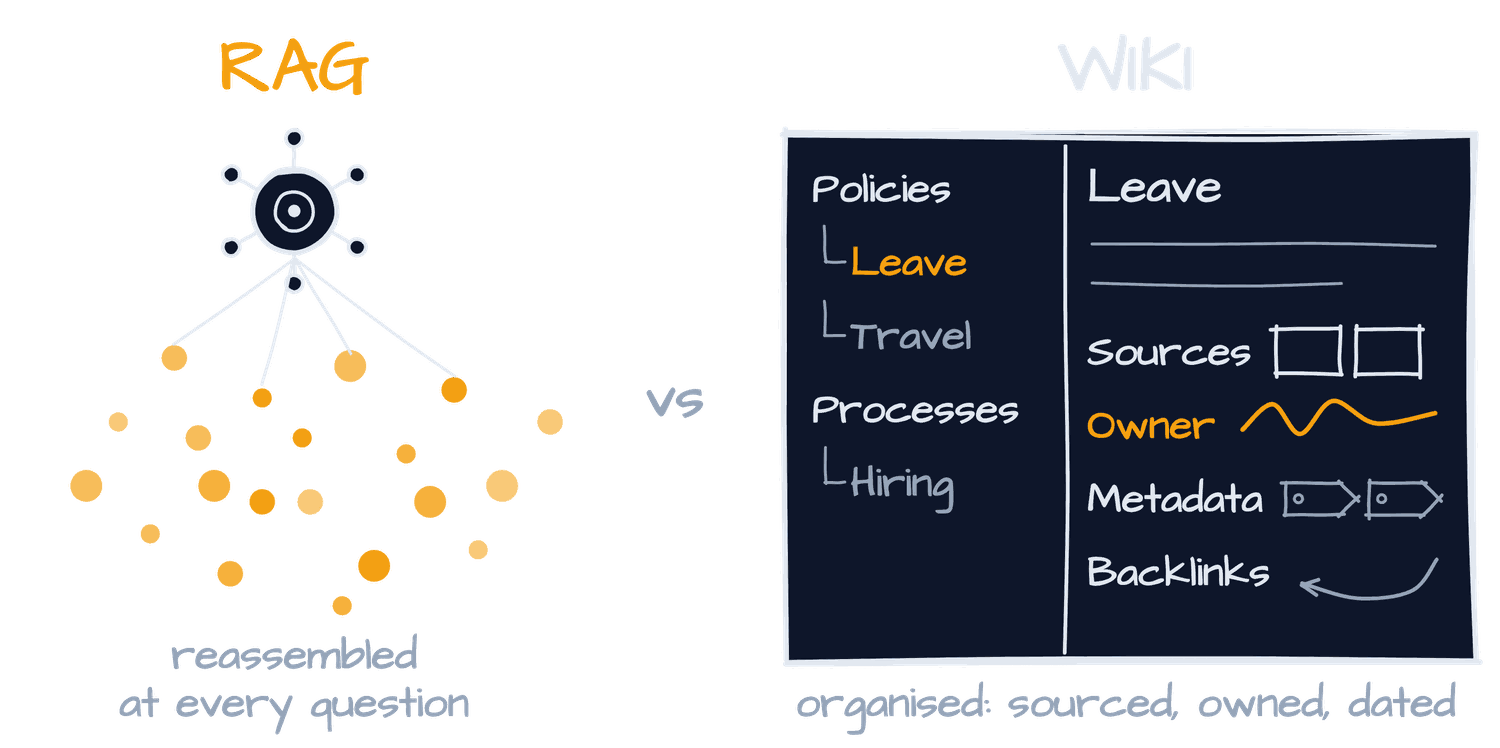 RAG
WIKI
Policies
Leave
Travel
Processes
Hiring
Leave
Sources
Owner
Metadata
Backlinks
vs
reassembled
at every question
organised: sourced, owned, dated